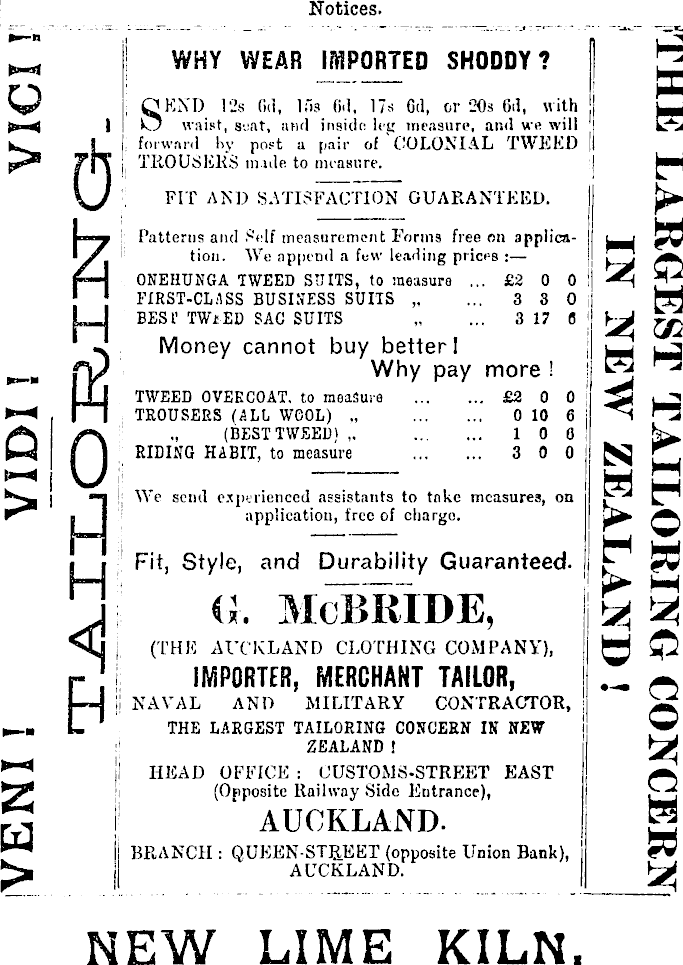 Notices.
VENI! VIDI! VICI!
TAILORING.
WHY WEAR IMPORTED SHODDY?
SEND 12s 6d, 15s 6d, 17s 6d, or 20s 6d, with
waist, seat, and inside leg measure, and we will
forward by post a pair of COLONIAL TWEED
TROUSERS made to measure.
FIT AND SATISFACTION GUARANTEED.
Patterns and Self measurement Forms free on applica-
tion. We append a few leading prices :—
ONEHUNGA TWEED SUITS, to measure ... £2 0 0
FIRST-CLASS BUSINESS SUITS „ ... 3 3 0
BEST TWEED SAC SUITS „ ... 3 17 6
Money cannot buy better!
Why pay more!
TWEED OVERCOAT, to measure ... ... £2 0 0
TROUSERS (ALL WOOL) „ ... ... 0 10 6
„ (BEST TWEED) „ ... ... 1 0 6
RIDING HABIT, to measure ... ... 3 0 0
We send experienced assistants to take measures, on
application, free of charge.
Fit, Style, and Durability Guaranteed.
G. McBRIDE,
(THE AUCKLAND CLOTHING COMPANY),
IMPORTER, MERCHANT TAILOR,
NAVAL AND MILITARY CONTRACTOR,
THE LARGEST TAILORING CONCERN IN NEW
ZEALAND!
HEAD OFFICE : CUSTOMS-STREET EAST
(Opposite Railway Side Entrance),
AUCKLAND.
BRANCH : QUEEN-STREET (opposite Union Bank),
AUCKLAND.
THE LARGEST TAILORING CONCERN
IN NEW ZEALAND!
NEW LIME KILN.